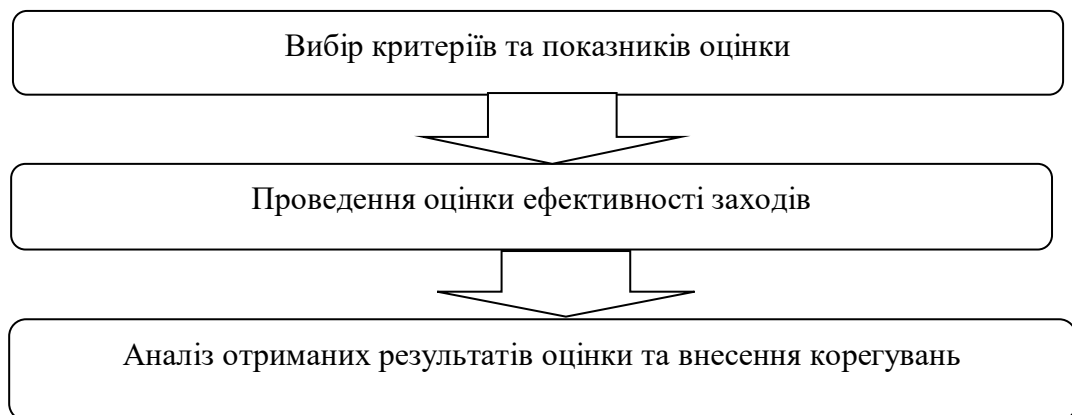 Вибір критеріїв та показників оцінки
Проведення оцінки ефективності заходів
Аналіз отриманих результатів оцінки та внесення корегувань